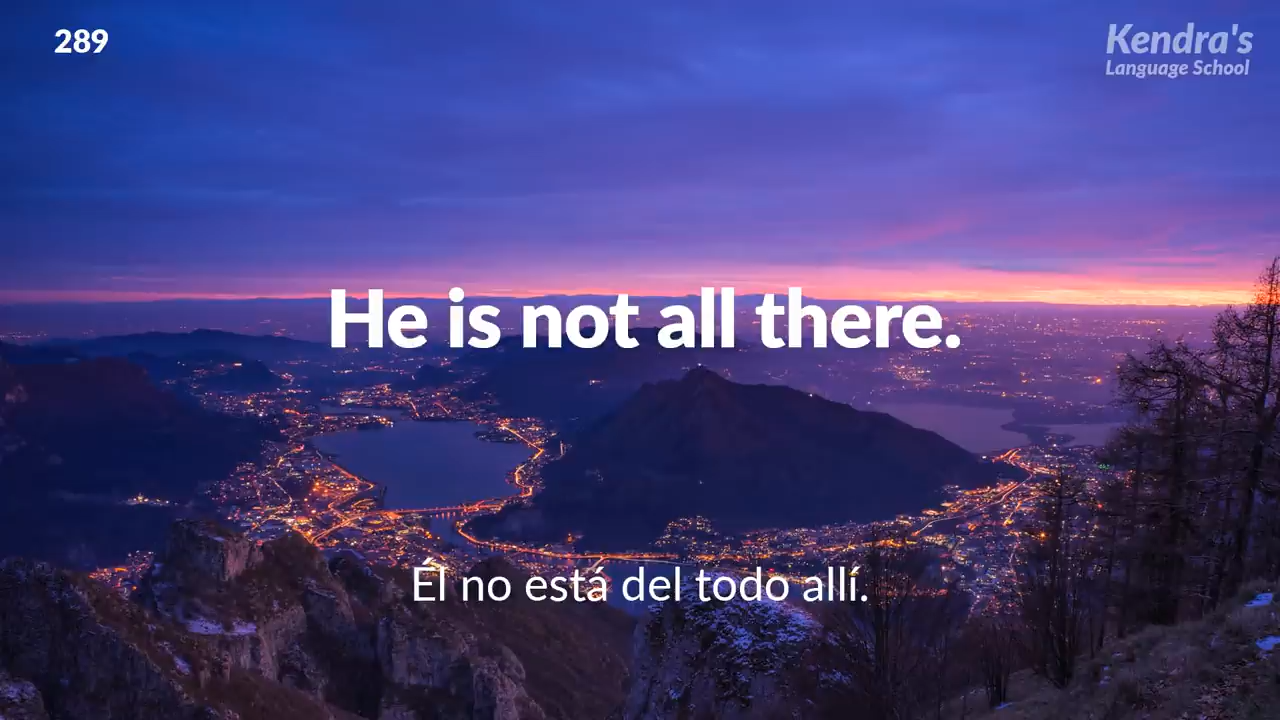 289
Kendra's
Language School
He is not all there.
Él no está del todo allí.